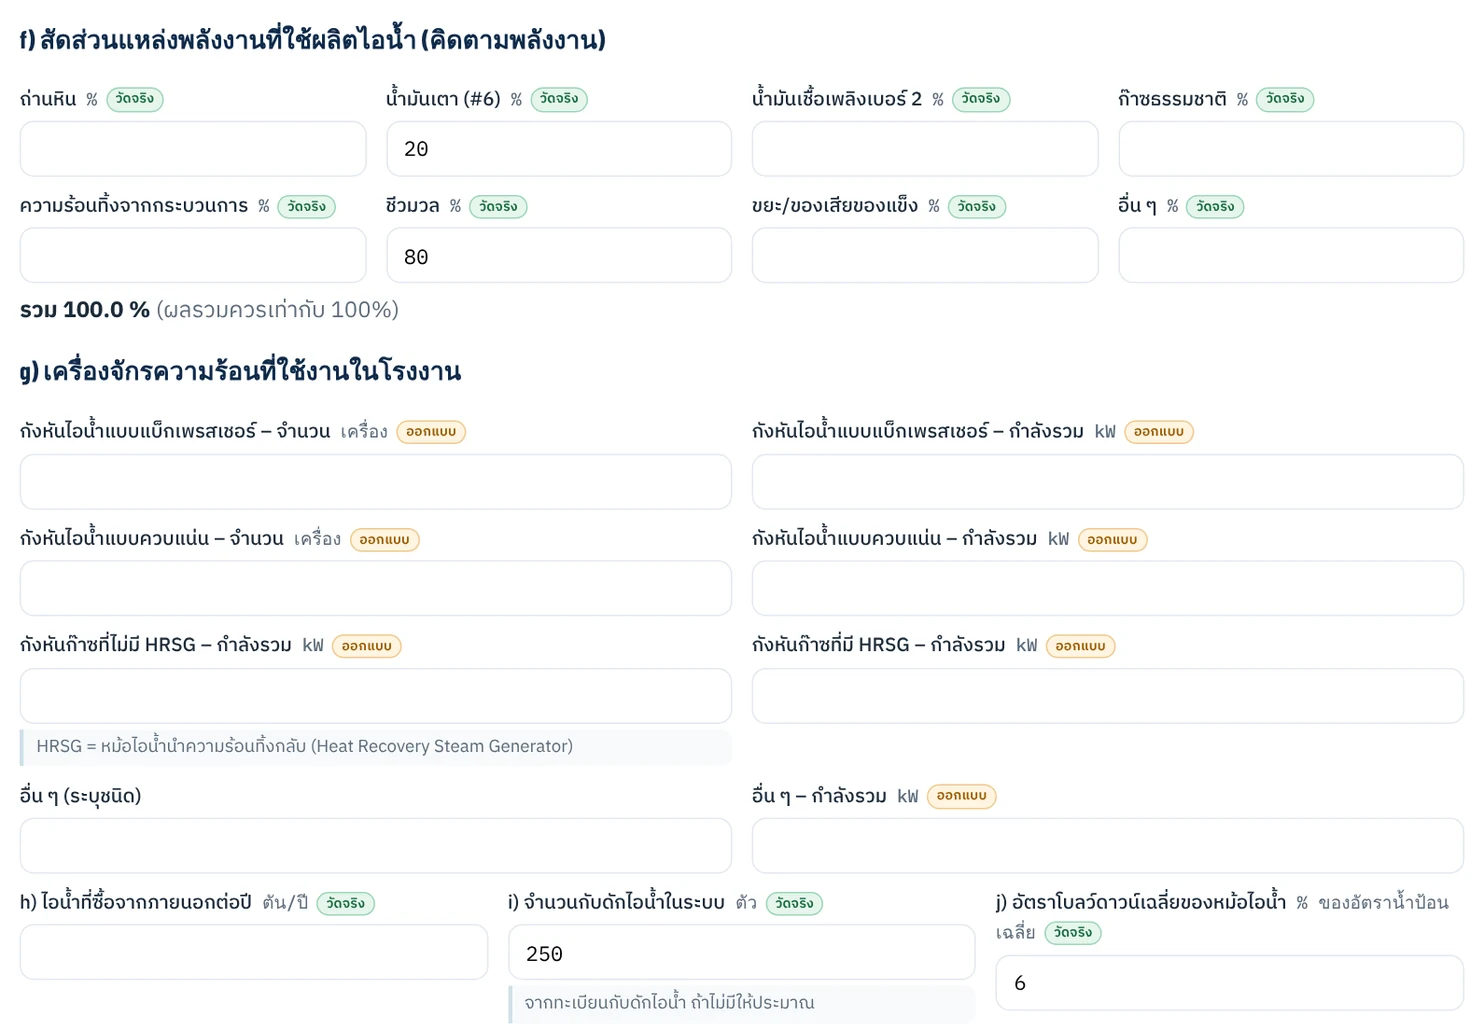 f) สัดส่วนแหล่งพลังงานที่ใช้ผลิตไอน้ำ (คิดตามพลังงาน)
ถ่านหิน % วัดจริง น้ำมันเตา (#6) % วัดจริง น้ำมันเชื้อเพลิงเบอร์ 2 % วัดจริง ก๊าซธรรมชาติ % วัดจริง
20
ความร้อนทิ้งจากกระบวนการ % วัดจริง ชีวมวล % วัดจริง ขยะ/ของเสียของแข็ง % วัดจริง อื่น ๆ % วัดจริง
80
รวม 100.0 % (ผลรวมควรเท่ากับ 100%)
g) เครื่องจักรความร้อนที่ใช้งานในโรงงาน
กังหันไอน้ำแบบแบ็กเพรสเชอร์ – จำนวน เครื่อง ออกแบบ กังหันไอน้ำแบบแบ็กเพรสเชอร์ – กำลังรวม kW ออกแบบ
กังหันไอน้ำแบบควบแน่น – จำนวน เครื่อง ออกแบบ กังหันไอน้ำแบบควบแน่น – กำลังรวม kW ออกแบบ
กังหันก๊าซที่ไม่มี HRSG – กำลังรวม kW ออกแบบ กังหันก๊าซที่มี HRSG – กำลังรวม kW ออกแบบ
HRSG = หม้อไอน้ำนำความร้อนทิ้งกลับ (Heat Recovery Steam Generator)
อื่น ๆ (ระบุชนิด) อื่น ๆ – กำลังรวม kW ออกแบบ
h) ไอน้ำที่ซื้อจากภายนอกต่อปี ตัน/ปี วัดจริง i) จำนวนกับดักไอน้ำในระบบ ตัว วัดจริง j) อัตราโบลว์ดาวน์เฉลี่ยของหม้อไอน้ำ % ของอัตราน้ำป้อน
เฉลี่ย วัดจริง
250
6
จากทะเบียนกับดักไอน้ำ ถ้าไม่มีให้ประมาณ